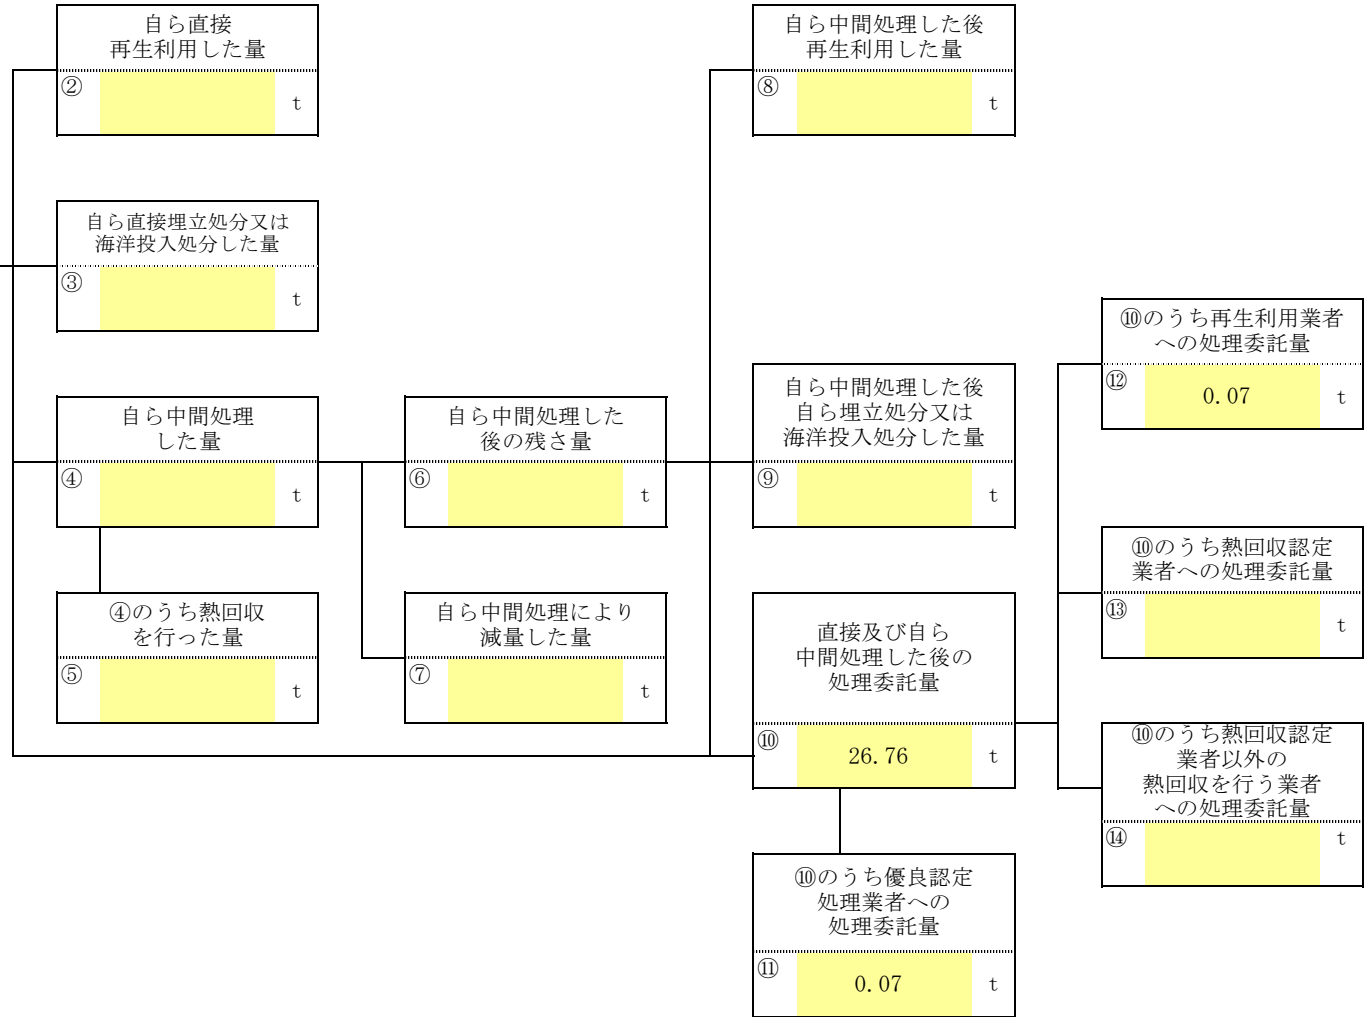 自ら直接
再生利用した量
②
t
自ら中間処理した後
再生利用した量
⑧
t
自ら直接埋立処分又は
海洋投入処分した量
③
t
⑩のうち再生利用業者
への処理委託量
⑫
0.07
t
自ら中間処理
した量
④
t
自ら中間処理した
後の残さ量
⑥
t
自ら中間処理した後
自ら埋立処分又は
海洋投入処分した量
⑨
t
⑩のうち熱回収認定
業者への処理委託量
⑬
t
④のうち熱回収
を行った量
⑤
t
自ら中間処理により
減量した量
⑦
t
直接及び自ら
中間処理した後の
処理委託量
⑩
26.76
t
⑩のうち熱回収認定
業者以外の
熱回収を行う業者
への処理委託量
⑭
t
⑩のうち優良認定
処理業者への
処理委託量
⑪
0.07
t